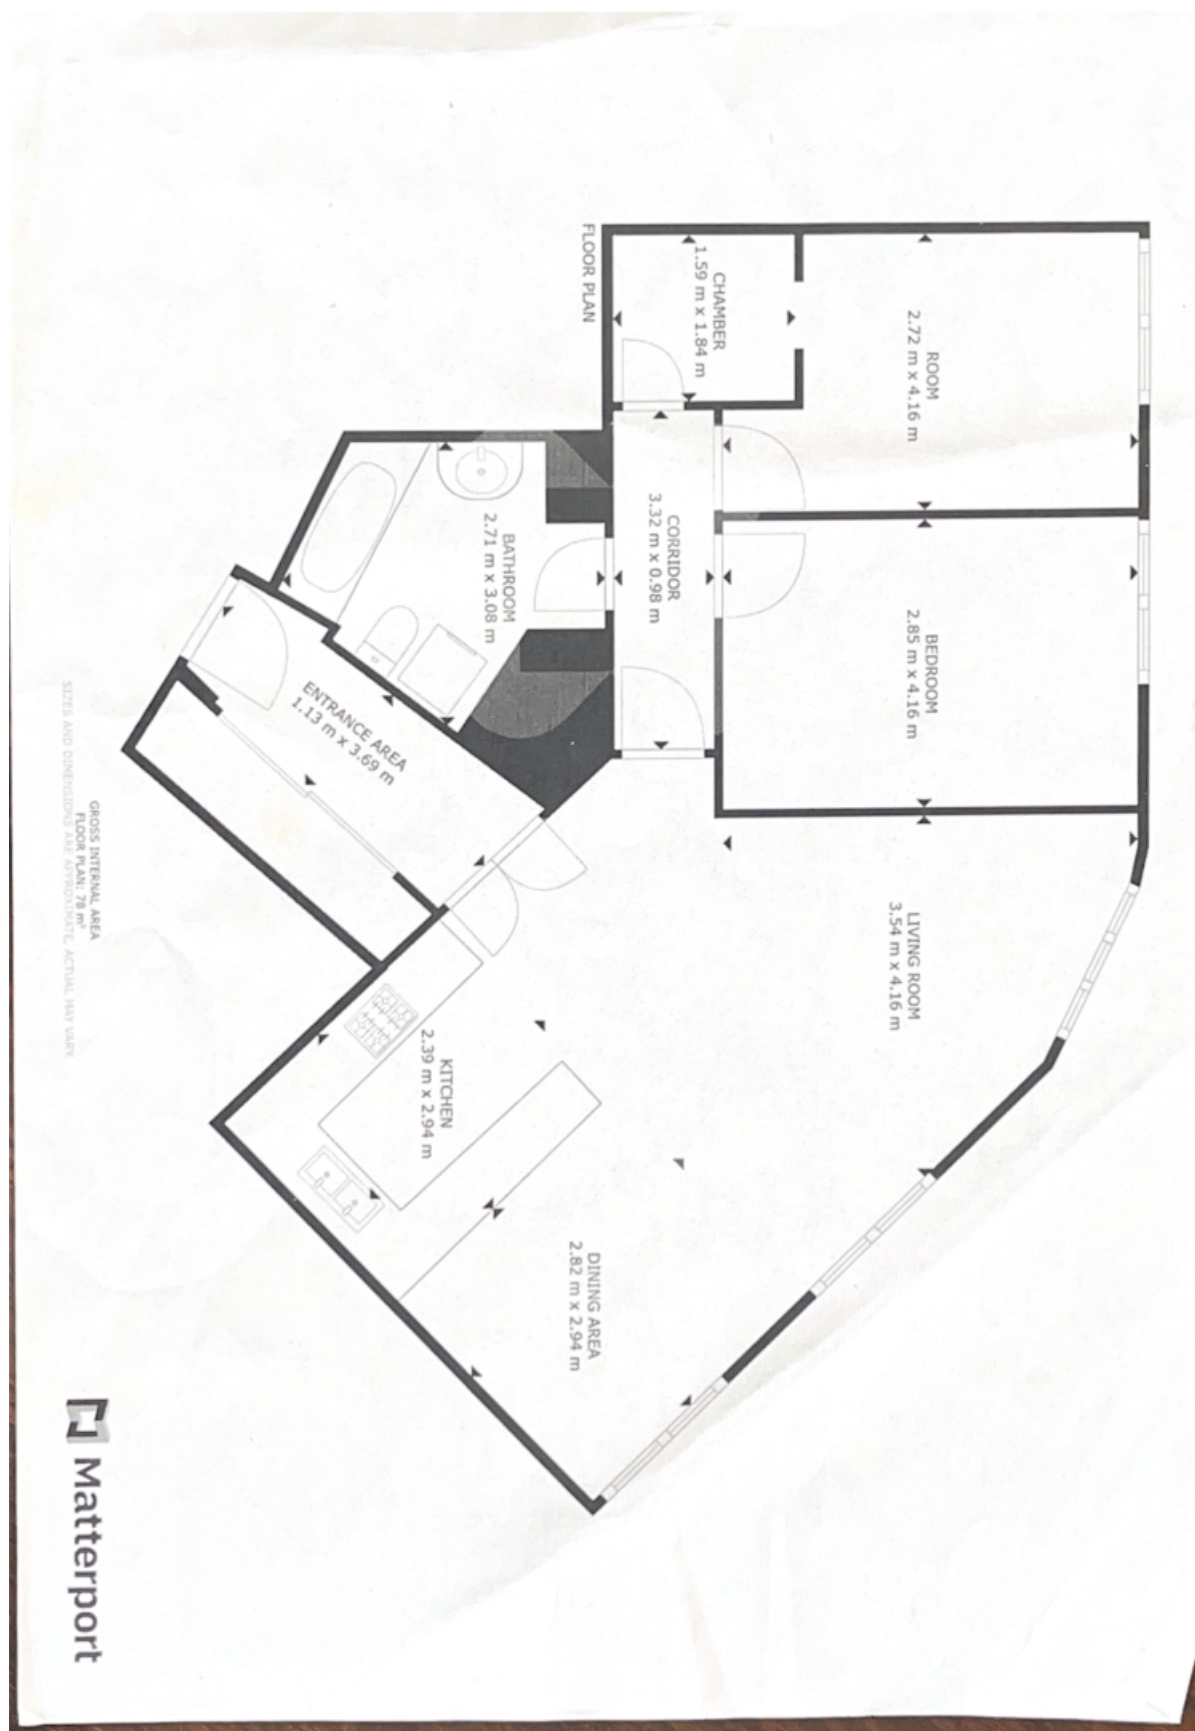 ROOM
2.72 m x 4.16 m
BEDROOM
2.85 m x 4.16 m
LIVING ROOM
3.54 m x 4.16 m
CHAMBER
1.59 m x 1.84 m
CORRIDOR
3.32 m x 0.98 m
FLOOR PLAN
BATHROOM
2.71 m x 3.08 m
DINING AREA
2.82 m x 2.94 m
KITCHEN
2.39 m x 2.94 m
ENTRANCE AREA
1.13 m x 3.69 m
GROSS INTERNAL AREA
FLOOR PLAN: 78 m²
SIZES AND DIMENSIONS ARE APPROXIMATE, ACTUAL MAY VARY.
Matterport